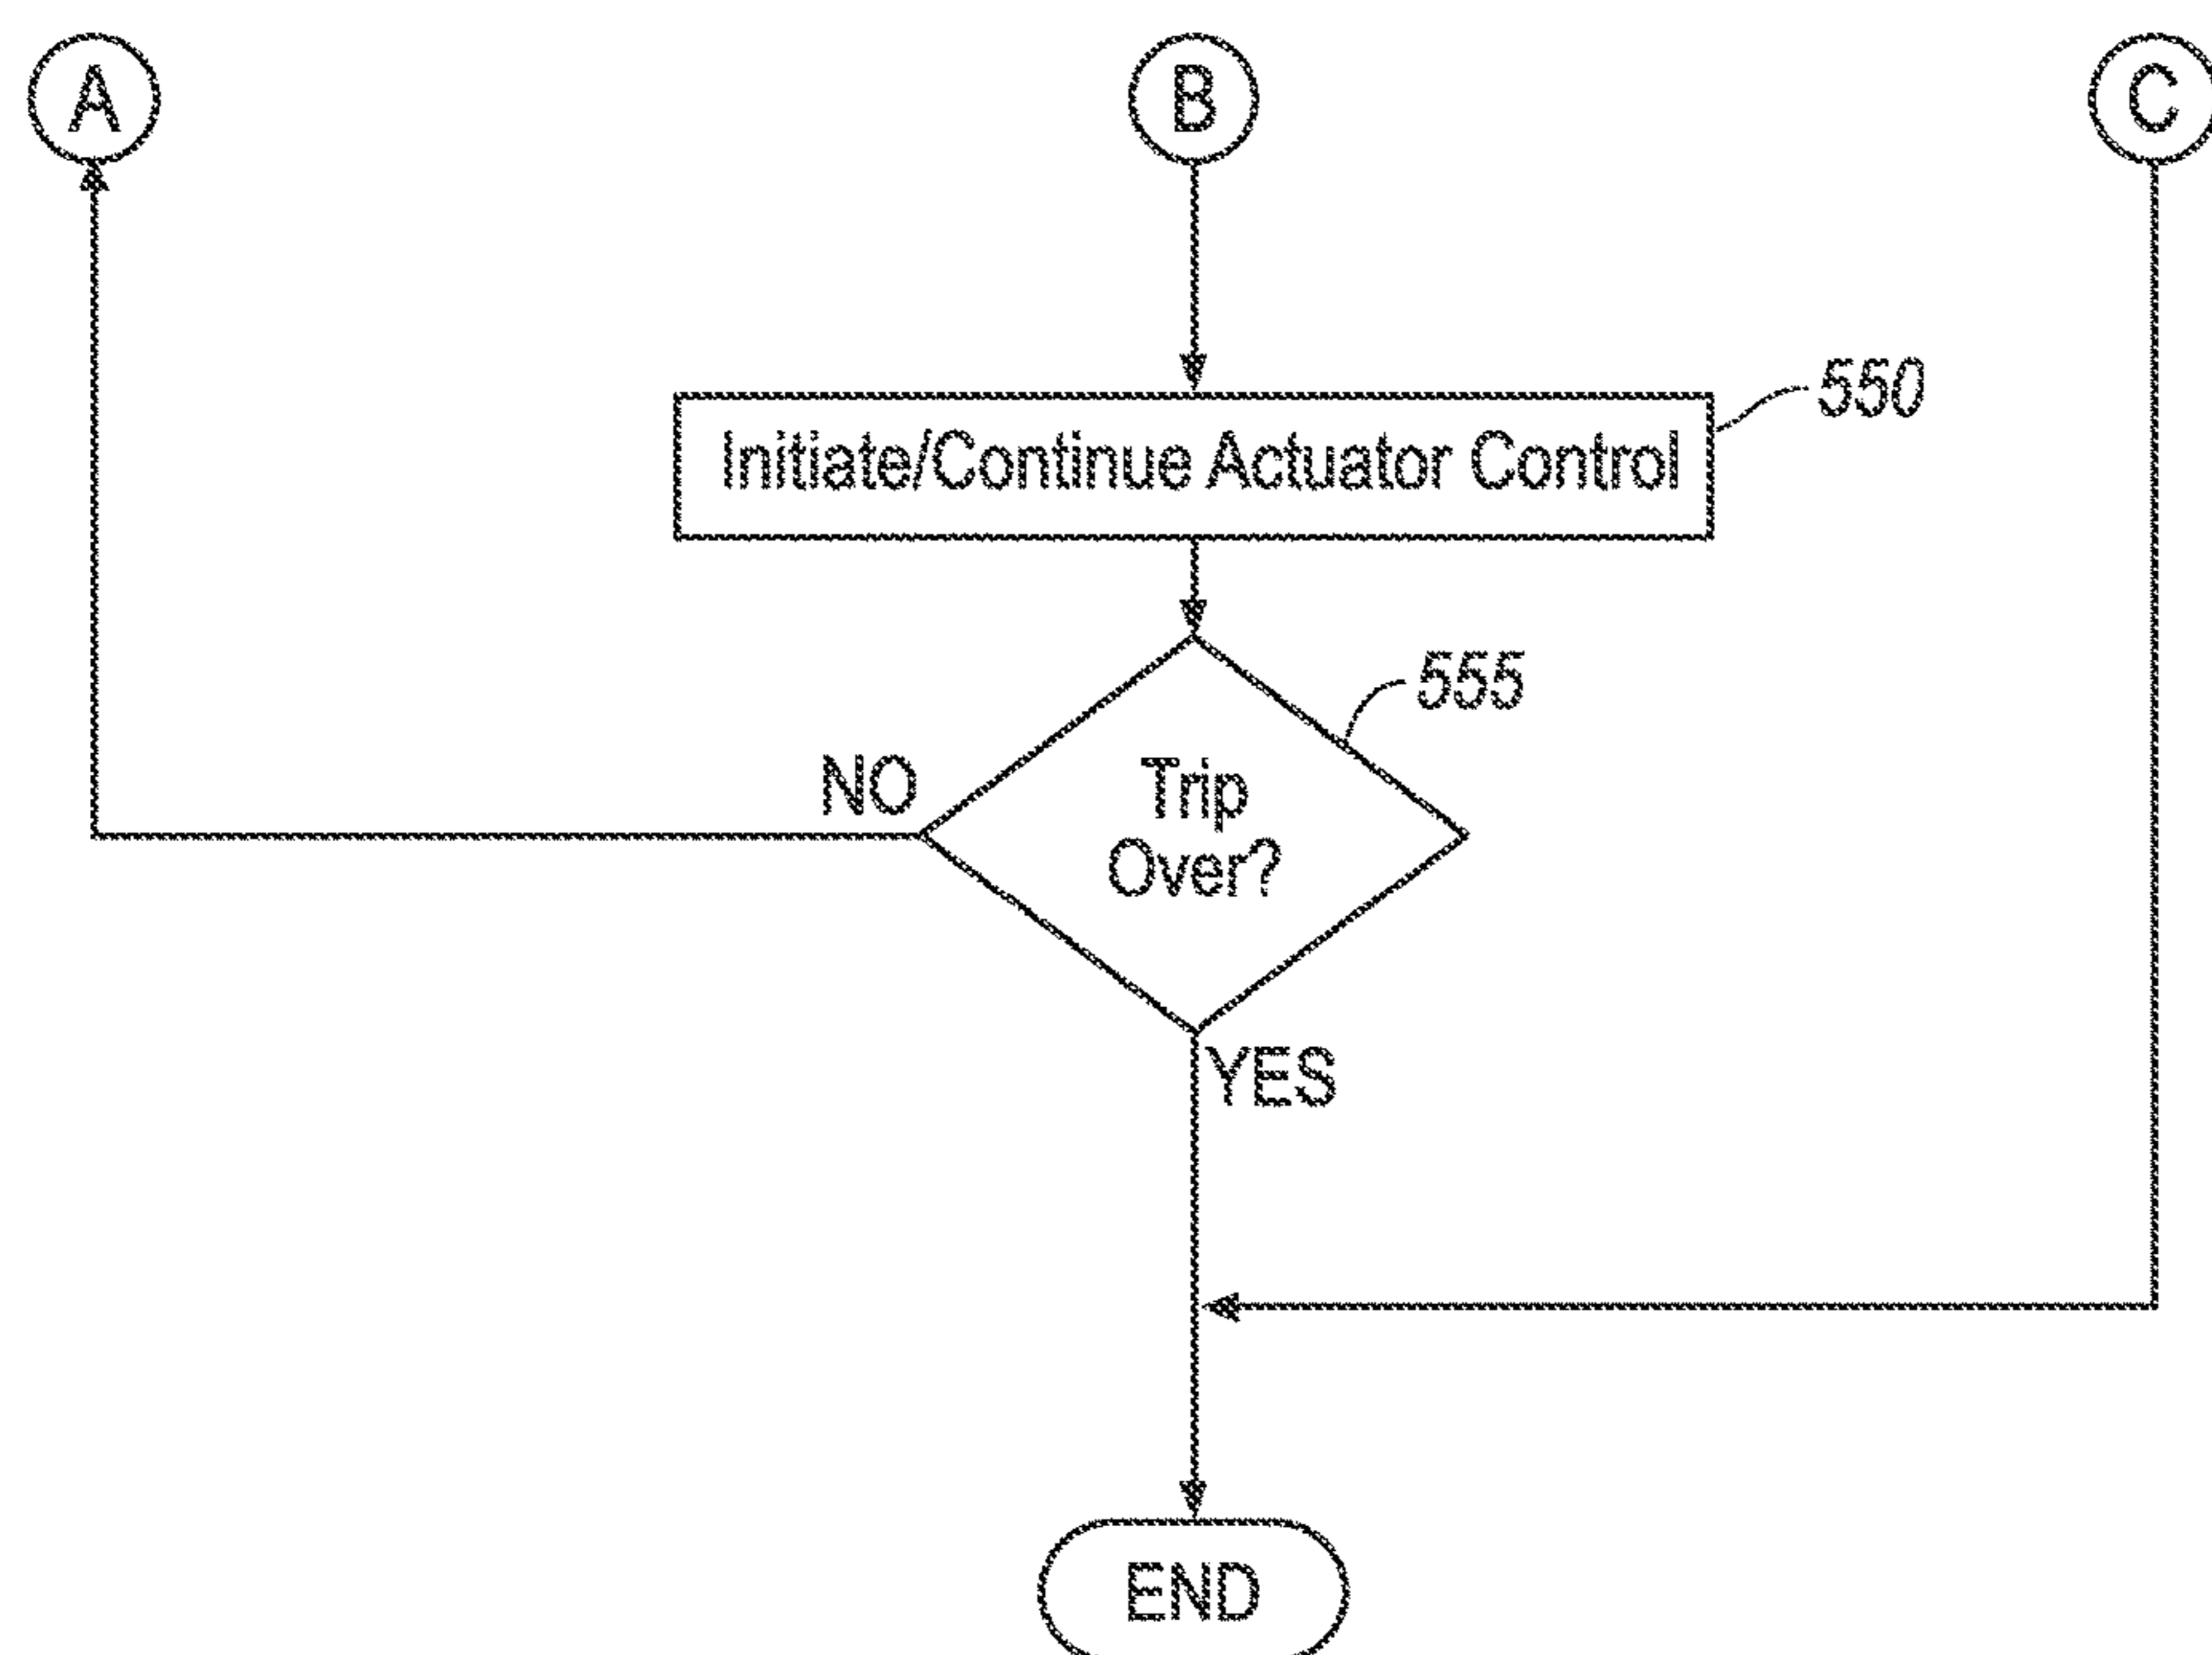 A
B
C
550
Initiate/Continue Actuator Control
555
NO
Trip
Over?
YES
END